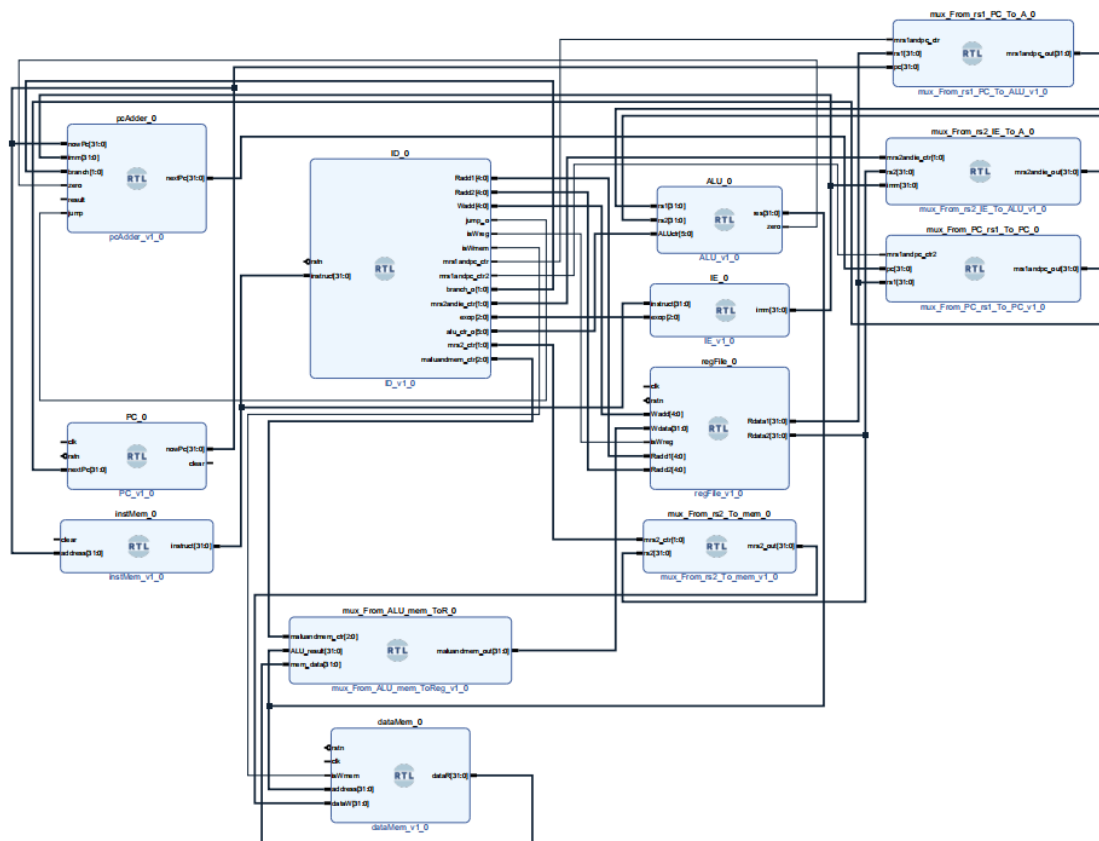 mux_From_rs1_PC_To_A_0
mrs1andpc_ctr
rs1[31:0]
pc[31:0]
RTL
mrs1andpc_out[31:0]
mux_From_rs1_PC_To_ALU_v1_0
pcAdder_0
nowPc[31:0]
imm[31:0]
branch[1:0]
zero
result
jump
RTL
nextPc[31:0]
pcAdder_v1_0
ID_0
rstn
instruct[31:0]
RTL
Radd1[4:0]
Radd2[4:0]
Wadd[4:0]
jump_o
isWreg
isWmem
mrs1andpc_ctr
mrs1andpc_ctr2
branch_o[1:0]
mrs2andie_ctr[1:0]
exop[2:0]
alu_ctr_o[5:0]
mrs2_ctr[1:0]
maluandmem_ctr[2:0]
ID_v1_0
mux_From_rs2_IE_To_A_0
mrs2andie_ctr[1:0]
rs2[31:0]
imm[31:0]
RTL
mrs2andie_out[31:0]
mux_From_rs2_IE_To_ALU_v1_0
ALU_0
rs1[31:0]
rs2[31:0]
ALUctr[5:0]
RTL
res[31:0]
zero
ALU_v1_0
mux_From_PC_rs1_To_PC_0
mrs1andpc_ctr2
pc[31:0]
rs1[31:0]
RTL
mrs1andpc_out[31:0]
mux_From_PC_rs1_To_PC_v1_0
IE_0
instruct[31:0]
exop[2:0]
RTL
imm[31:0]
IE_v1_0
regFile_0
clk
rstn
Wadd[4:0]
Wdata[31:0]
isWreg
Radd1[4:0]
Radd2[4:0]
RTL
Rdata1[31:0]
Rdata2[31:0]
regFile_v1_0
PC_0
clk
rstn
nextPc[31:0]
RTL
nowPc[31:0]
clear
PC_v1_0
instMem_0
clear
address[31:0]
RTL
instruct[31:0]
instMem_v1_0
mux_From_rs2_To_mem_0
mrs2_ctr[1:0]
rs2[31:0]
RTL
mrs2_out[31:0]
mux_From_rs2_To_mem_v1_0
mux_From_ALU_mem_ToR_0
maluandmem_ctr[2:0]
ALU_result[31:0]
mem_data[31:0]
RTL
maluandmem_out[31:0]
mux_From_ALU_mem_ToReg_v1_0
dataMem_0
rstn
clk
isWmem
address[31:0]
dataW[31:0]
RTL
dataR[31:0]
dataMem_v1_0